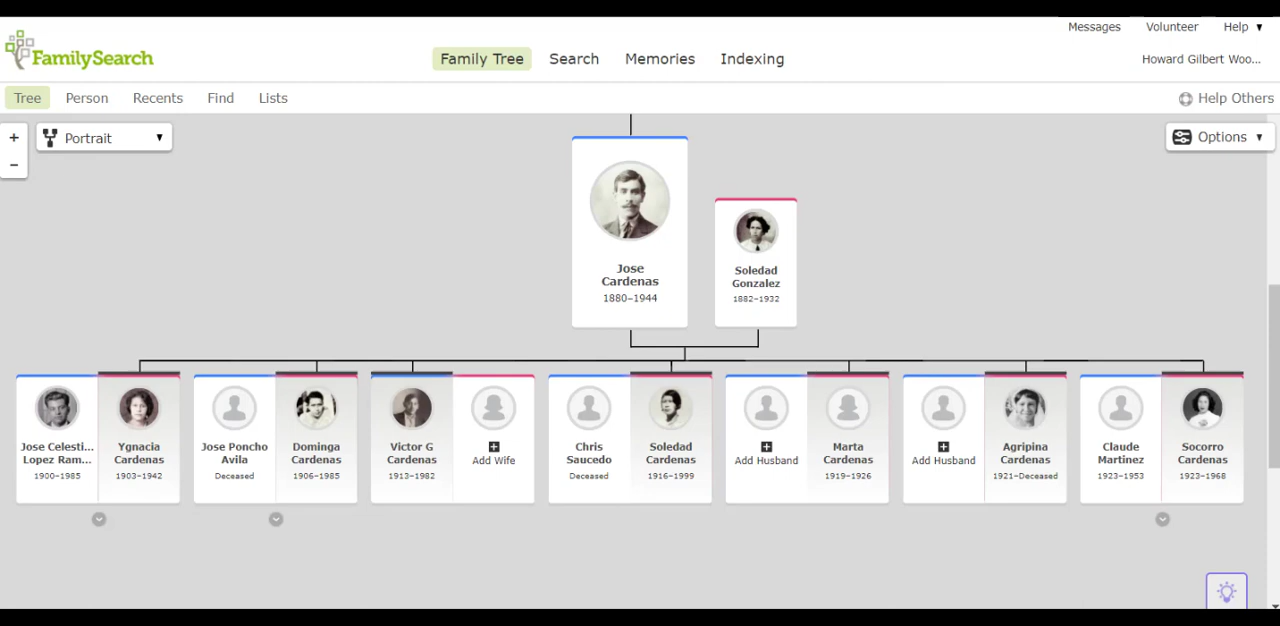 Messages Volunteer Help
FamilySearch
Family Tree Search Memories Indexing
Howard Gilbert Woo...
Tree Person Recents Find Lists
Help Others
+
Portrait
Options
−
Jose
Cardenas
1880–1944
Soledad
Gonzalez
1882–1932
Jose Celesti...
Lopez Ram...
1900–1985
Ygnacia
Cardenas
1903–1942
Jose Poncho
Avila
Deceased
Dominga
Cardenas
1906–1985
Victor G
Cardenas
1913–1982
Add Wife
Chris
Saucedo
Deceased
Soledad
Cardenas
1916–1999
Add Husband
Marta
Cardenas
1919–1926
Add Husband
Agripina
Cardenas
1921–Deceased
Claude
Martinez
1923–1953
Socorro
Cardenas
1923–1968